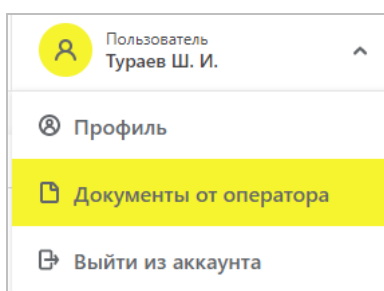 Пользователь
Тураев Ш. И.
Профиль
Документы от оператора
Выйти из аккаунта